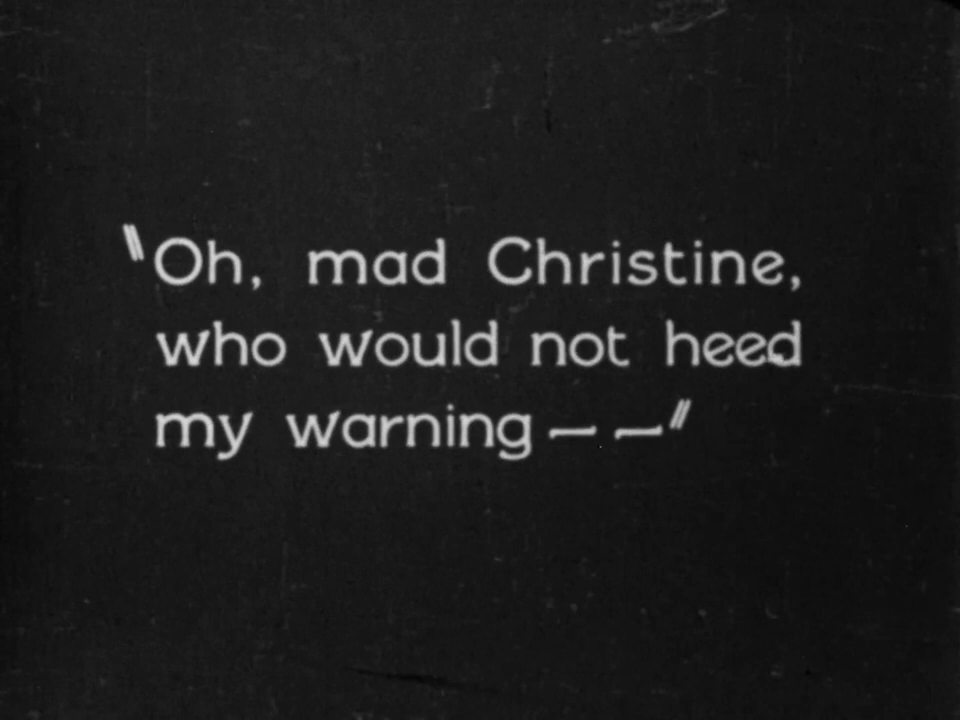 "Oh, mad Christine,
who would not heed
my warning — —"